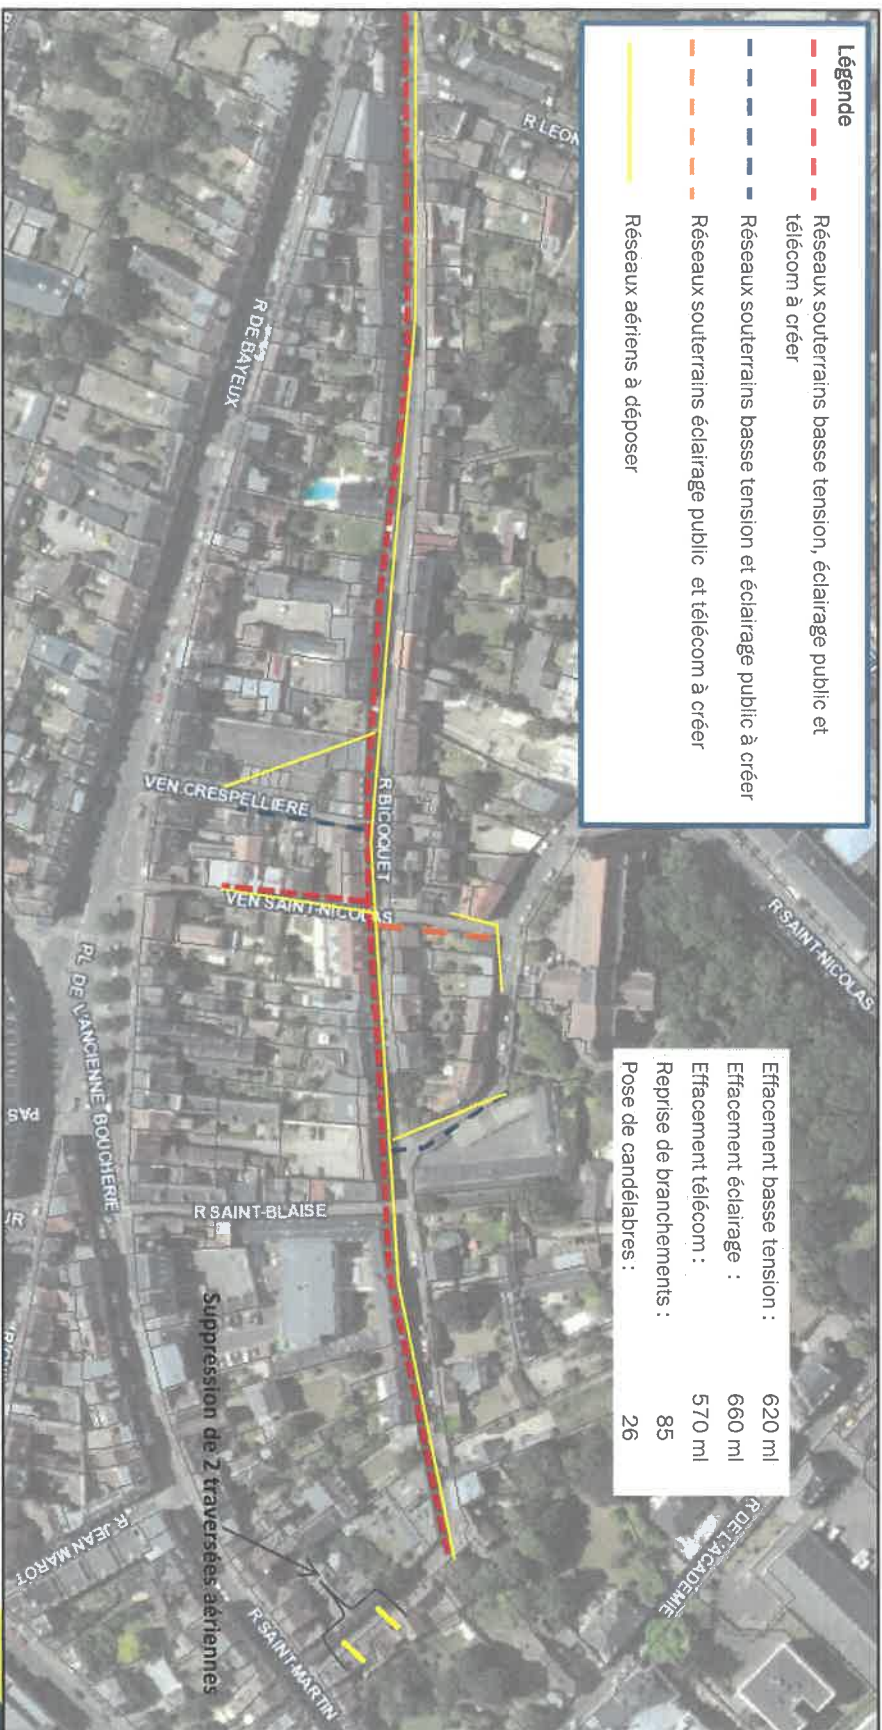 Légende
Réseaux souterrains basse tension, éclairage public et
télécom à créer
Réseaux souterrains basse tension et éclairage public à créer
Réseaux souterrains éclairage public et télécom à créer
Réseaux aériens à déposer
Effacement basse tension : 620 ml
Effacement éclairage : 660 ml
Effacement télécom : 570 ml
Reprise de branchements : 85
Pose de candélabres : 26
R LEON
R SAINT-NICOLAS
R DE L'ACADÉMIE
R DE BAYEUX
R BICOQUET
VEN CRESPELLIERE
VEN SAINT-NICOLAS
R SAINT-BLAISE
PL DE L'ANCIENNE BOUCHERIE
PAS
Suppression de 2 traversées aériennes
R JEAN MAROT
R SAINT-MARTIN